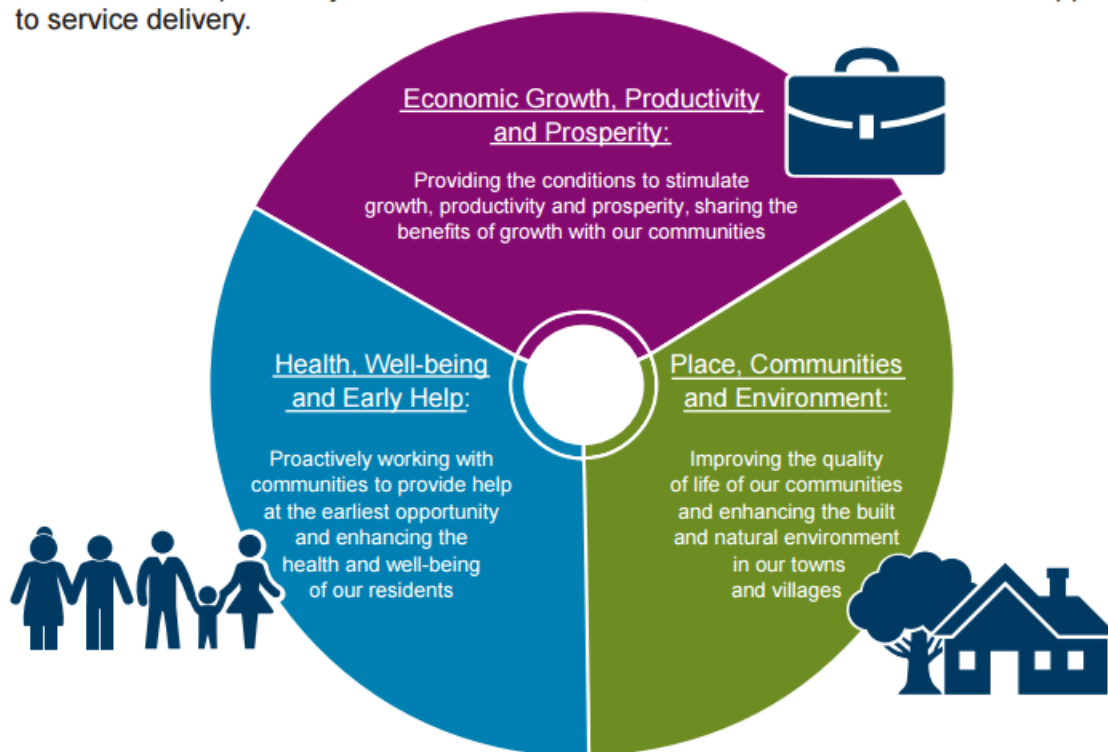 to service delivery.
Economic Growth, Productivity
and Prosperity:
Providing the conditions to stimulate
growth, productivity and prosperity, sharing the
benefits of growth with our communities
Health, Well-being
and Early Help:
Proactively working with
communities to provide help
at the earliest opportunity
and enhancing the
health and well-being
of our residents
Place, Communities
and Environment:
Improving the quality
of life of our communities
and enhancing the built
and natural environment
in our towns
and villages